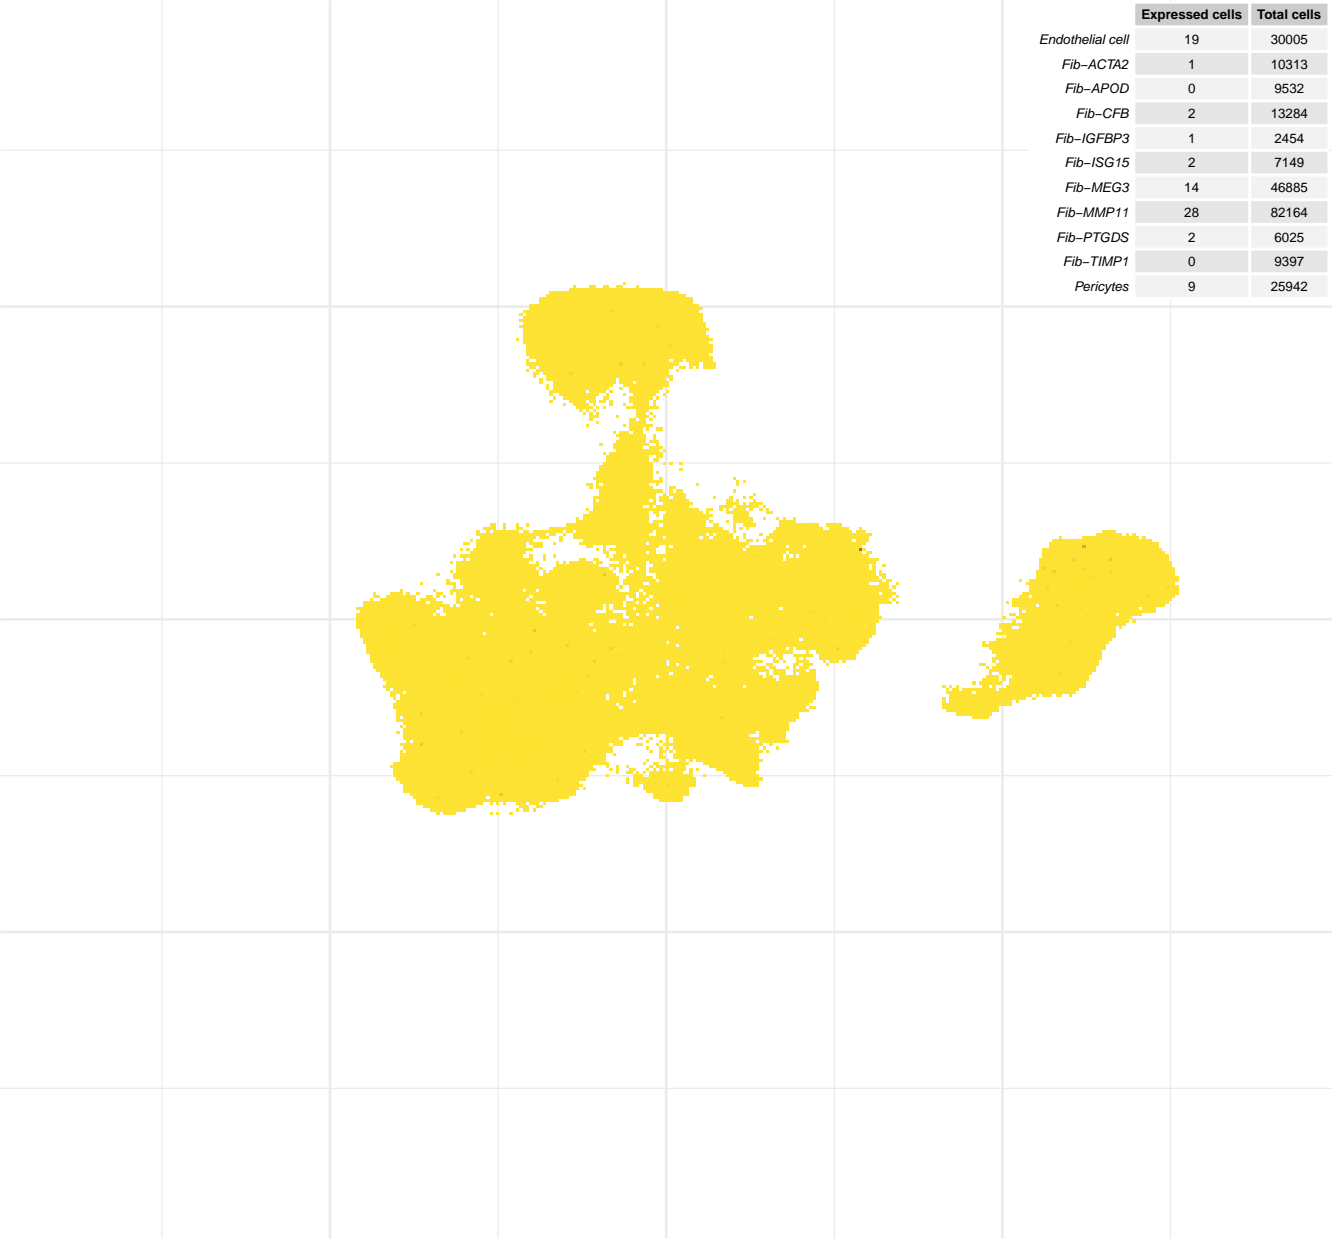 Expressed cells Total cells
Endothelial cell 19 30005
Fib−ACTA2 1 10313
Fib−APOD 0 9532
Fib−CFB 2 13284
Fib−IGFBP3 1 2454
Fib−ISG15 2 7149
Fib−MEG3 14 46885
Fib−MMP11 28 82164
Fib−PTGDS 2 6025
Fib−TIMP1 0 9397
Pericytes 9 25942